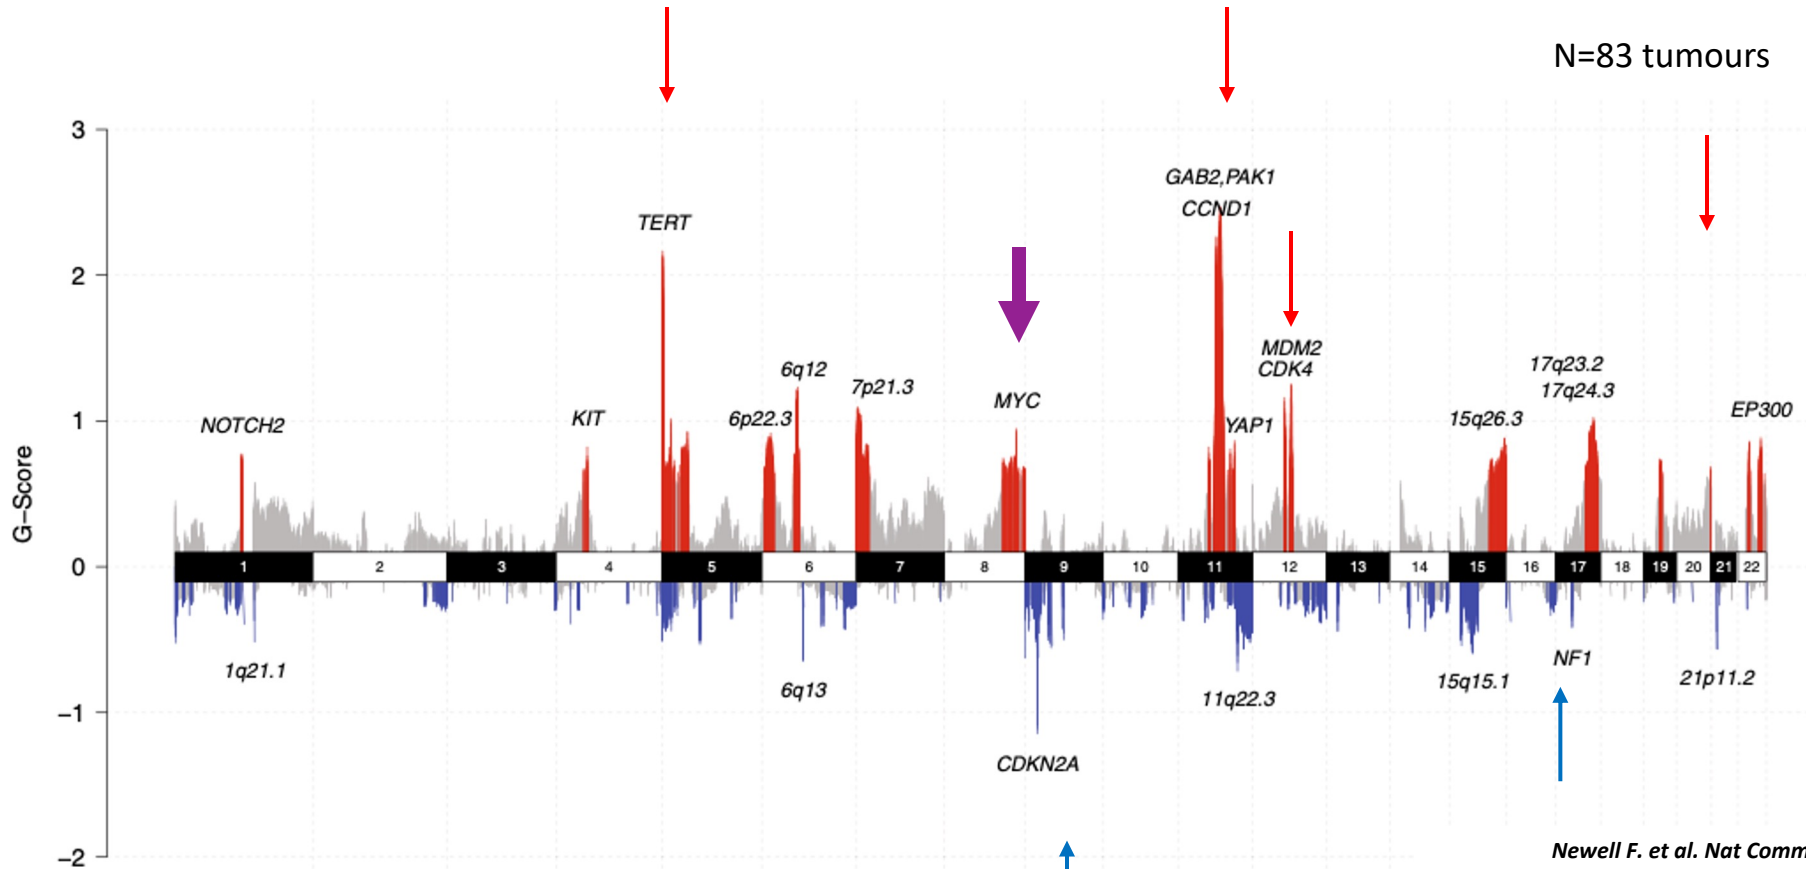 N=83 tumours
3
GAB2,PAK1
TERT
CCND1
2
MDM2
6q12
17q23.2
CDK4
7p21.3
17q24.3
MYC
EP300
1
NOTCH2
KIT
6p22.3
YAP1
15q26.3
G-Score
0
1 2 3 4 5 6 7 8 9 10 11 12 13 14 15 16 17 18 19 20 21 22
NF1
1q21.1
6q13
11q22.3
15q15.1
21p11.2
−1
CDKN2A
−2
Newell F. et al. Nat Comm